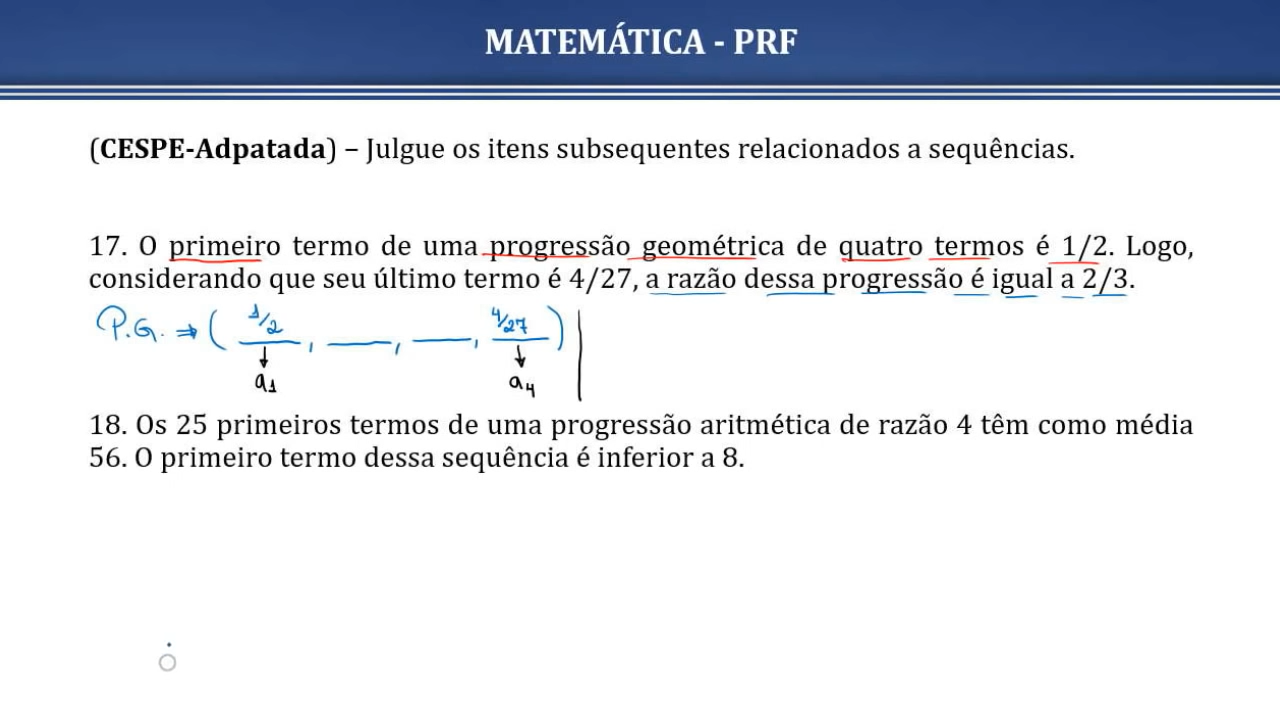 MATEMÁTICA - PRF
(CESPE-Adpatada) – Julgue os itens subsequentes relacionados a sequências.
17. O primeiro termo de uma progressão geométrica de quatro termos é 1/2. Logo,
considerando que seu último termo é 4/27, a razão dessa progressão é igual a 2/3.
P.G. ⇒ ( 1/2 , ___ , ___ , 4/27 )
a1 a4
18. Os 25 primeiros termos de uma progressão aritmética de razão 4 têm como média
56. O primeiro termo dessa sequência é inferior a 8.